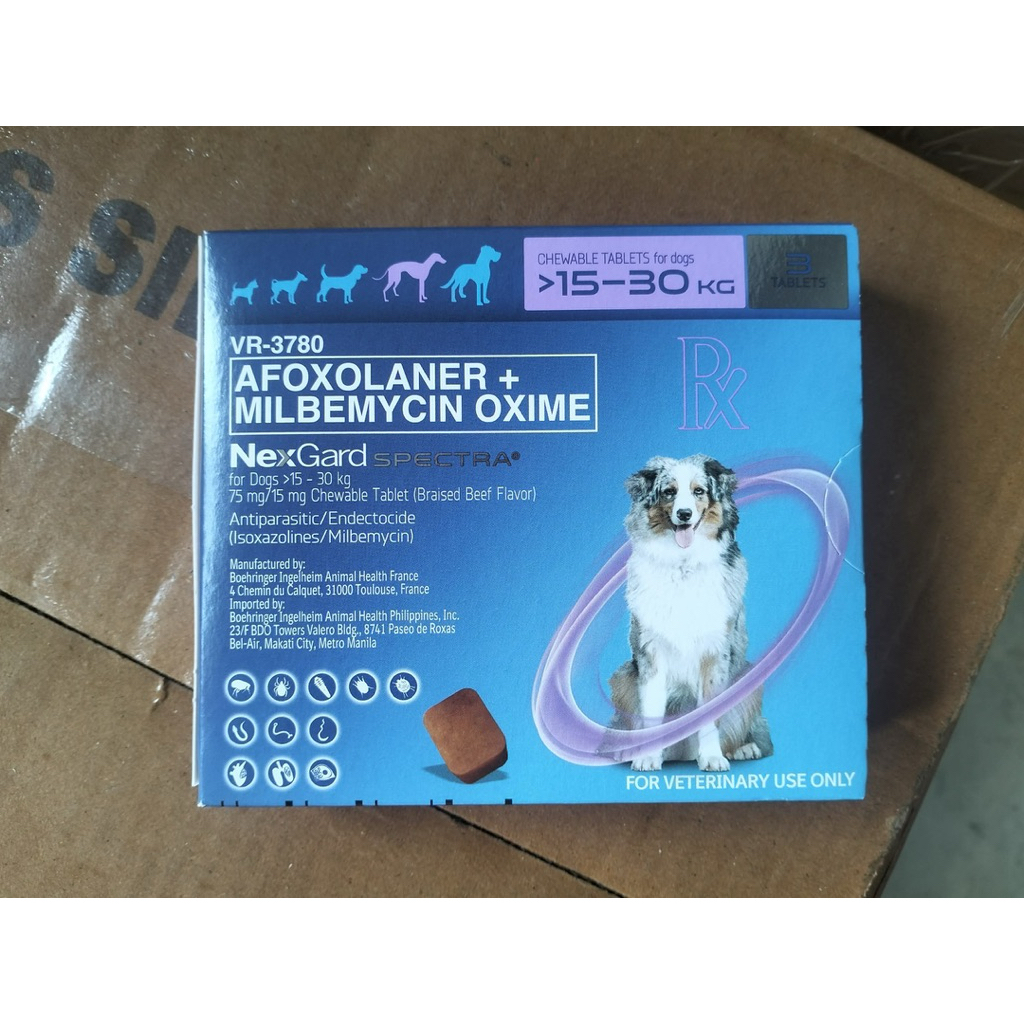 CHEWABLE TABLETS for dogs
>15-30 KG
3
TABLETS
VR-3780
Rx
AFOXOLANER +
MILBEMYCIN OXIME
NexGard SPECTRA®
for Dogs >15 - 30 kg
75 mg/15 mg Chewable Tablet (Braised Beef Flavor)
Antiparasitic/Endectocide
(Isoxazolines/Milbemycin)
Manufactured by:
Boehringer Ingelheim Animal Health France
4 Chemin du Calquet, 31000 Toulouse, France
Imported by:
Boehringer Ingelheim Animal Health Philippines, Inc.
23/F BDO Towers Valero Bldg., 8741 Paseo de Roxas
Bel-Air, Makati City, Metro Manila
FOR VETERINARY USE ONLY